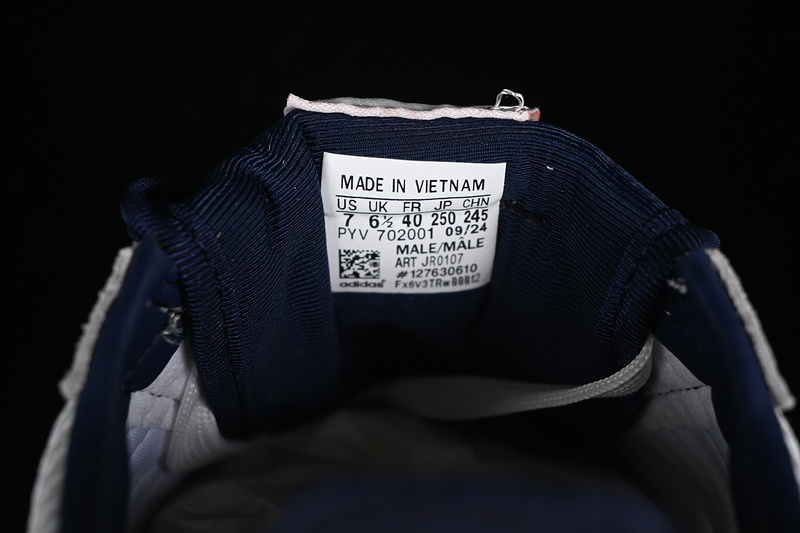 MADE IN VIETNAM
US UK FR JP CHN
7 6½ 40 250 245
PYV 702001 09/24
MALE/MÂLE
ART JR0107
#127630610
adidas